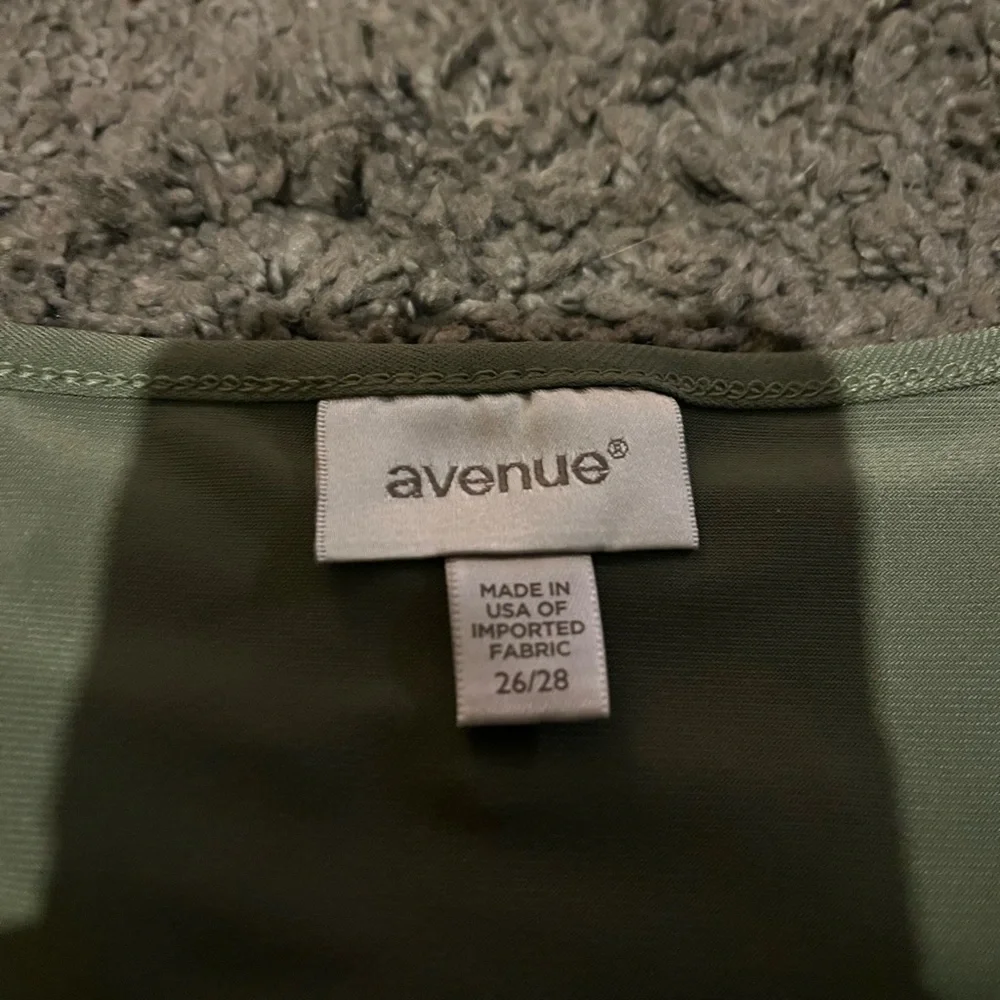 avenue®
MADE IN
USA OF
IMPORTED
FABRIC
26/28